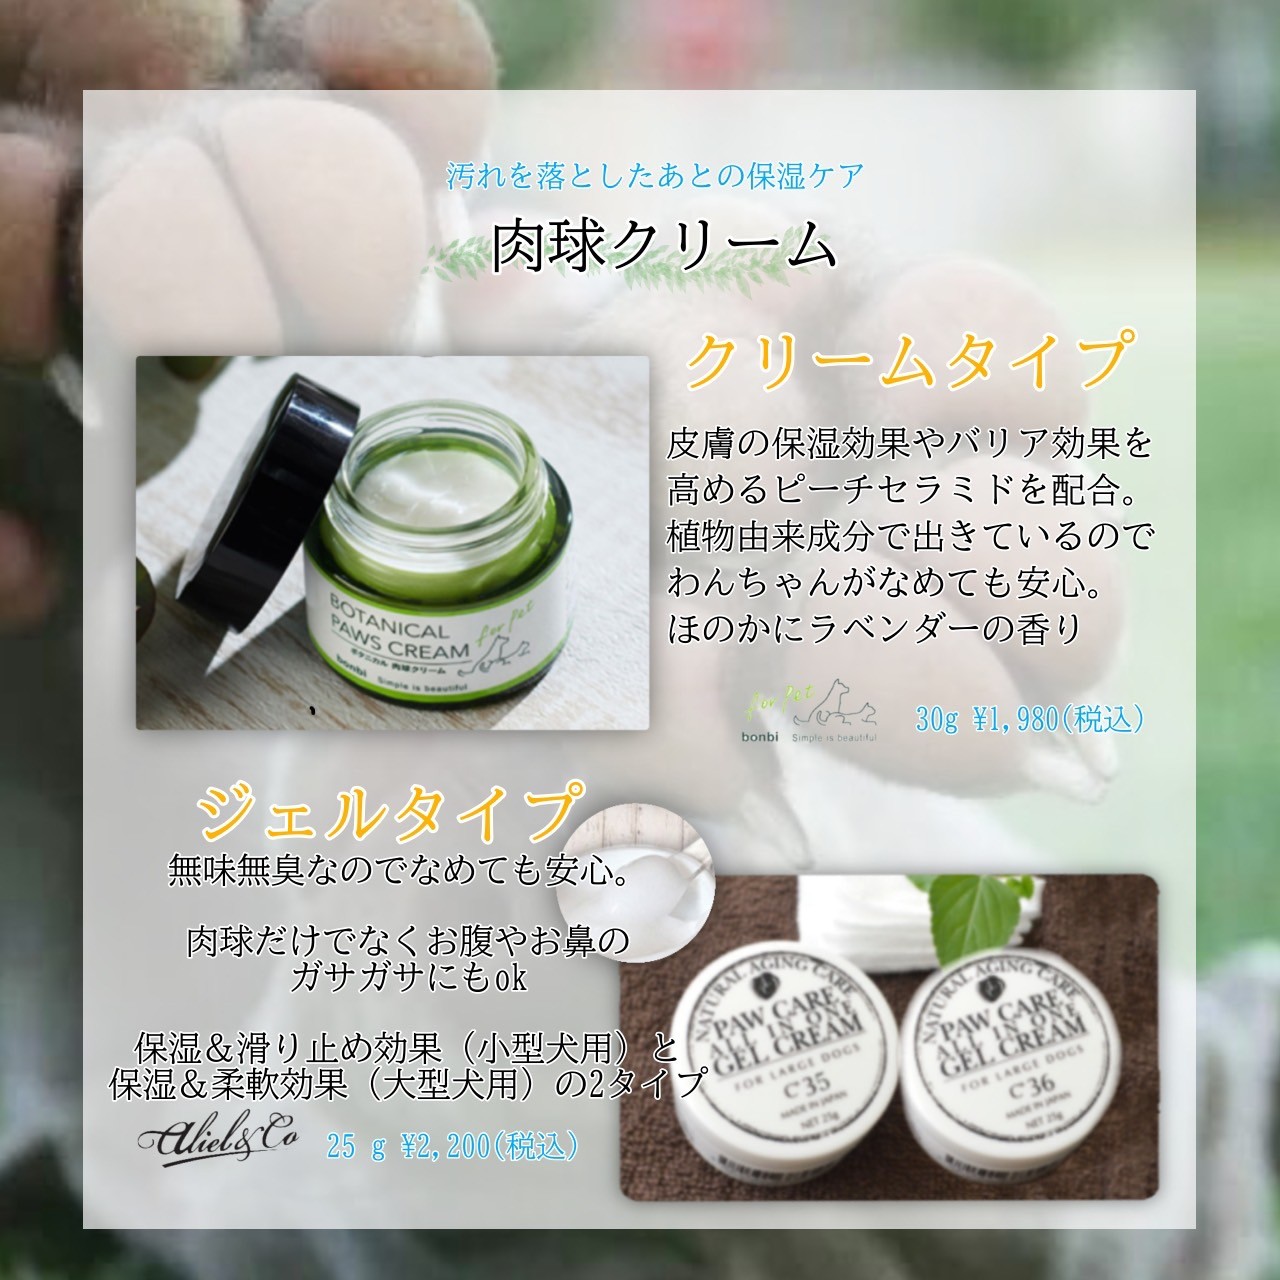 汚れを落としたあとの保湿ケア
肉球クリーム
クリームタイプ
皮膚の保湿効果やバリア効果を
高めるピーチセラミドを配合。
植物由来成分で出きているので
わんちゃんがなめても安心。
ほのかにラベンダーの香り
BOTANICAL
PAWS CREAM for Pet
ボタニカル 肉球クリーム
bonbi Simple is beautiful
for Pet
bonbi Simple is beautiful
30g ¥1,980(税込)
ジェルタイプ
無味無臭なのでなめても安心。
肉球だけでなくお腹やお鼻の
ガサガサにもok
保湿＆滑り止め効果（小型犬用）と
保湿＆柔軟効果（大型犬用）の2タイプ
Aliel&Co
25 g ¥2,200(税込)
NATURAL AGING CARE
PAW CARE
ALL IN ONE
GEL CREAM
FOR LARGE DOGS
C°35
MADE IN JAPAN
NET 25g
NATURAL AGING CARE
PAW CARE
ALL IN ONE
GEL CREAM
FOR LARGE DOGS
C°36
MADE IN JAPAN
NET 25g